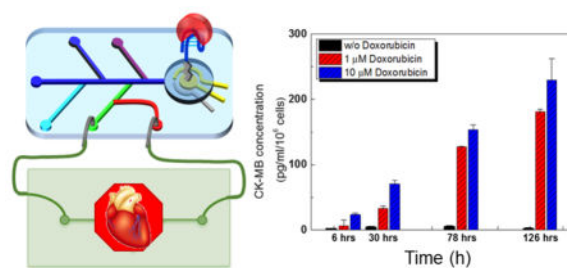 300
200
100
0
CK-MB concentration
(pg/ml/10⁶ cells)
w/o Doxorubicin
1 µM Doxorubicin
10 µM Doxorubicin
6 hrs 30 hrs 78 hrs 126 hrs
Time (h)